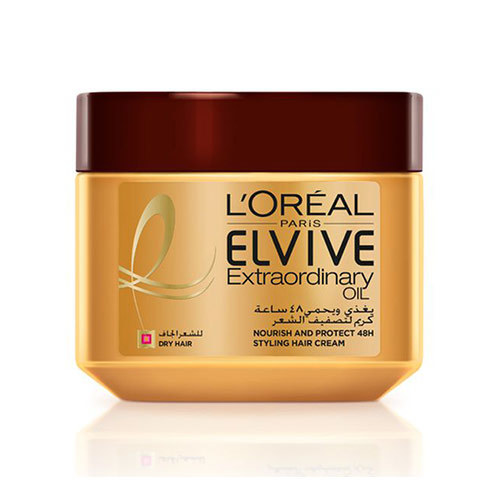 L'ORÉAL
PARIS
ELVIVE
Extraordinary
OIL
يغذي ويحمي ٤٨ ساعة
كريم لتصفيف الشعر
NOURISH AND PROTECT 48H
STYLING HAIR CREAM
للشعر الجاف
DRY HAIR